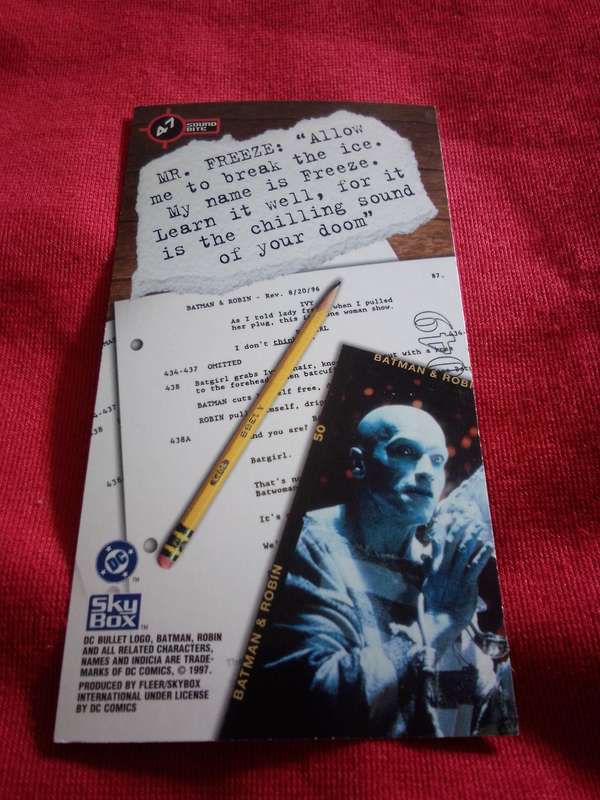 47
SOUND
BITE
MR. FREEZE: "Allow
me to break the ice.
My name is Freeze.
Learn it well, for it
is the chilling sound
of your doom"
BATMAN & ROBIN - Rev. 8/20/96
87.
IVY
As I told lady when I pulled
her plug, this one woman show.
I don't
434-437 OMITTED
438 Batgirl grabs
to the forehead
BATMAN cuts
ROBIN
438A and you are?
Batgirl.
That's
Batwoman
It's
BATMAN & ROBIN
50
BATMAN & ROBIN
DC
TM
Sky
Box
TM
DC BULLET LOGO, BATMAN, ROBIN
AND ALL RELATED CHARACTERS,
NAMES AND INDICIA ARE TRADE-
MARKS OF DC COMICS, © 1997.
PRODUCED BY FLEER/SKYBOX
INTERNATIONAL UNDER LICENSE
BY DC COMICS